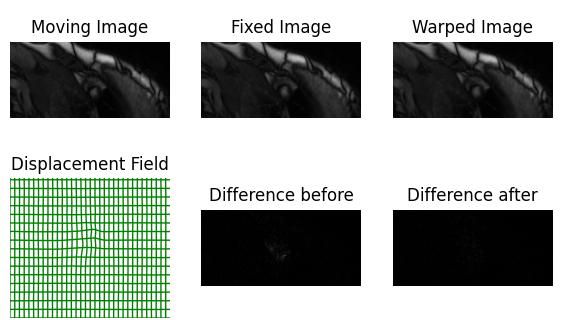 Moving Image
Fixed Image
Warped Image
Displacement Field
Difference before
Difference after